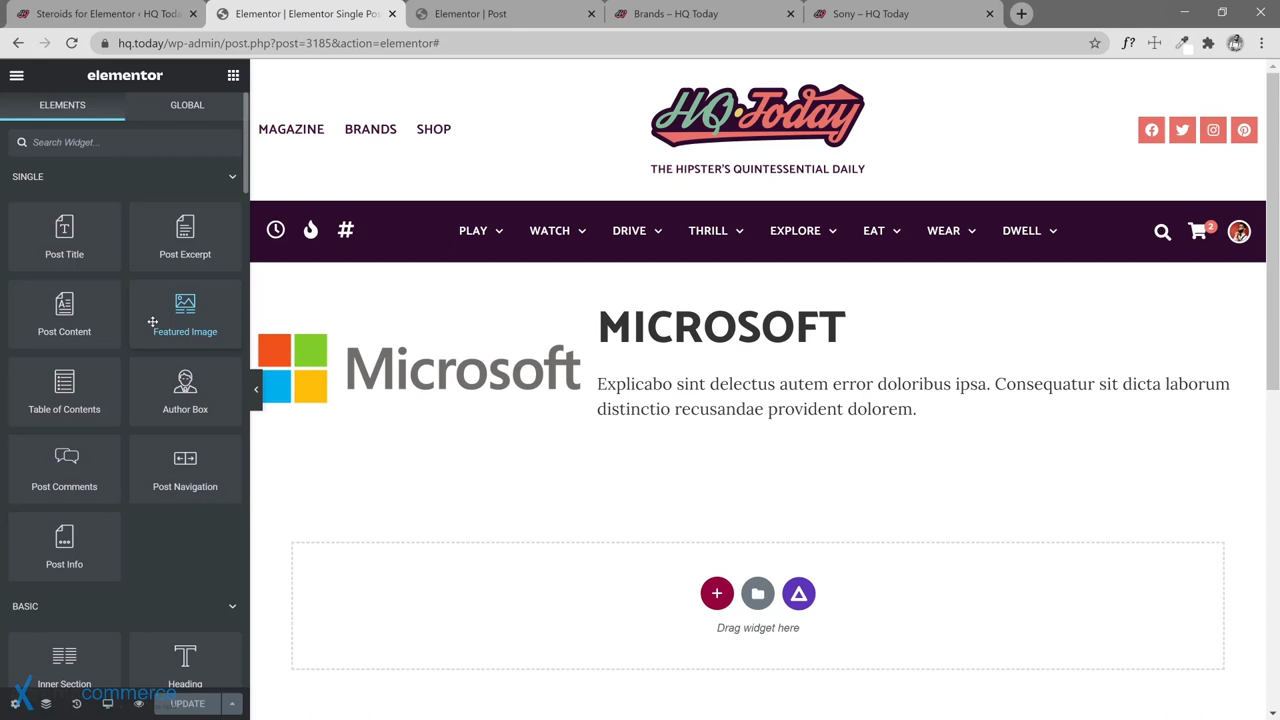 Steroids for Elementor ‹ HQ Tod
Elementor | Elementor Single Po
Elementor | Post
Brands – HQ Today
Sony – HQ Today
hq.today/wp-admin/post.php?post=3185&action=elementor#
f?
elementor
ELEMENTS
GLOBAL
Search Widget...
SINGLE
Post Title
Post Excerpt
Post Content
Featured Image
Table of Contents
Author Box
Post Comments
Post Navigation
Post Info
BASIC
Inner Section
Heading
commerce
UPDATE
MAGAZINE
BRANDS
SHOP
HQ Today
THE HIPSTER'S QUINTESSENTIAL DAILY
PLAY
WATCH
DRIVE
THRILL
EXPLORE
EAT
WEAR
DWELL
2
Microsoft
MICROSOFT
Explicabo sint delectus autem error doloribus ipsa. Consequatur sit dicta laborum
distinctio recusandae provident dolorem.
Drag widget here